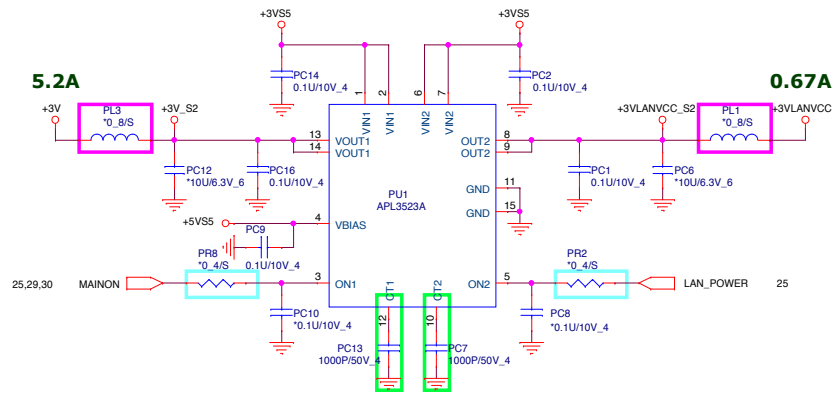 +3VS5
+3VS5
5.2A
0.67A
PC14
0.1U/10V_4
PC2
0.1U/10V_4
1
2
6
7
+3V
PL3
*0_8/S
+3V_S2
+3VLANVCC_S2
PL1
*0_8/S
+3VLANVCC
VIN1
VIN1
VIN2
VIN2
13
14
VOUT1
VOUT1
OUT2
OUT2
8
9
PC12
*10U/6.3V_6
PC16
0.1U/10V_4
PC1
0.1U/10V_4
PC6
*10U/6.3V_6
PU1
APL3523A
GND
11
GND
15
+5VS5
4
VBIAS
PC9
0.1U/10V_4
25,29,30
MAINON
PR8
*0_4/S
3
ON1
CT1
CT2
ON2
5
PR2
*0_4/S
LAN_POWER
25
PC10
*0.1U/10V_4
12
10
PC8
*0.1U/10V_4
PC13
1000P/50V_4
PC7
1000P/50V_4